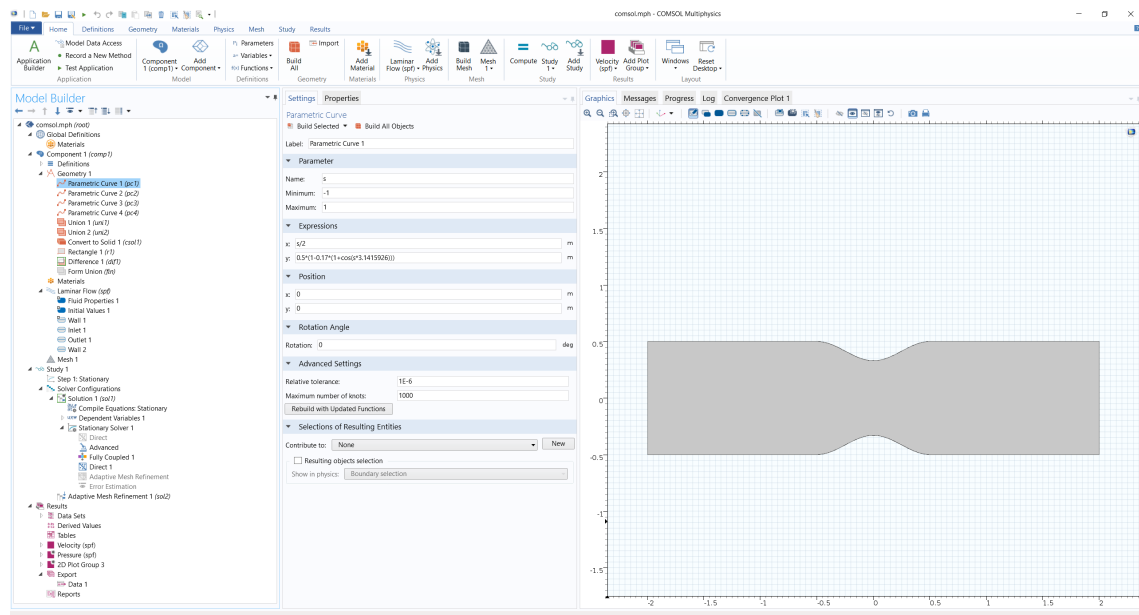 comsol.mph - COMSOL Multiphysics
File Home Definitions Geometry Materials Physics Mesh Study Results
Application Builder
Model Data Access
Record a New Method
Test Application
Application
Component 1 (comp1)
Add Component
Model
Pi Parameters
a= Variables
f(x) Functions
Definitions
Build All
Import
Geometry
Add Material
Materials
Laminar Flow (spf)
Add Physics
Physics
Build Mesh
Mesh 1
Mesh
Compute
Study 1
Add Study
Study
Velocity (spf)
Add Plot Group
Results
Windows
Reset Desktop
Layout
Model Builder
comsol.mph (root)
Global Definitions
Materials
Component 1 (comp1)
Definitions
Geometry 1
Parametric Curve 1 (pc1)
Parametric Curve 2 (pc2)
Parametric Curve 3 (pc3)
Parametric Curve 4 (pc4)
Union 1 (uni1)
Union 2 (uni2)
Convert to Solid 1 (csol1)
Rectangle 1 (r1)
Difference 1 (dif1)
Form Union (fin)
Materials
Laminar Flow (spf)
Fluid Properties 1
Initial Values 1
Wall 1
Inlet 1
Outlet 1
Wall 2
Mesh 1
Study 1
Step 1: Stationary
Solver Configurations
Solution 1 (sol1)
Compile Equations: Stationary
Dependent Variables 1
Stationary Solver 1
Direct
Advanced
Fully Coupled 1
Direct 1
Adaptive Mesh Refinement
Error Estimation
Adaptive Mesh Refinement 1 (sol2)
Results
Data Sets
Derived Values
Tables
Velocity (spf)
Pressure (spf)
2D Plot Group 3
Export
Data 1
Reports
Settings Properties
Parametric Curve
Build Selected Build All Objects
Label: Parametric Curve 1
Parameter
Name: s
Minimum: -1
Maximum: 1
Expressions
x: s/2 m
y: 0.5*(1-0.17*(1+cos(s*3.1415926))) m
Position
x: 0 m
y: 0 m
Rotation Angle
Rotation: 0 deg
Advanced Settings
Relative tolerance: 1E-6
Maximum number of knots: 1000
Rebuild with Updated Functions
Selections of Resulting Entities
Contribute to: None New
Resulting objects selection
Show in physics: Boundary selection
Graphics Messages Progress Log Convergence Plot 1
2
1.5
1
0.5
0
-0.5
-1
-1.5
-2 -1.5 -1 -0.5 0 0.5 1 1.5 2